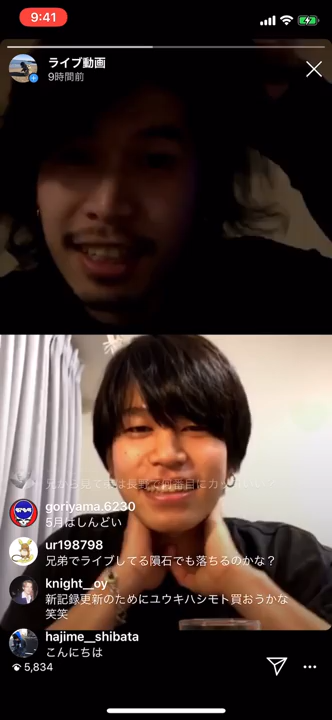 9:41
ライブ動画
9時間前
goriyama.6230
5月はしんどい
ur198798
兄弟でライブしてる隕石でも落ちるのかな？
knight__oy
新記録更新のためにユウキハシモト買おうかな
笑笑
hajime__shibata
こんにちは
5,834